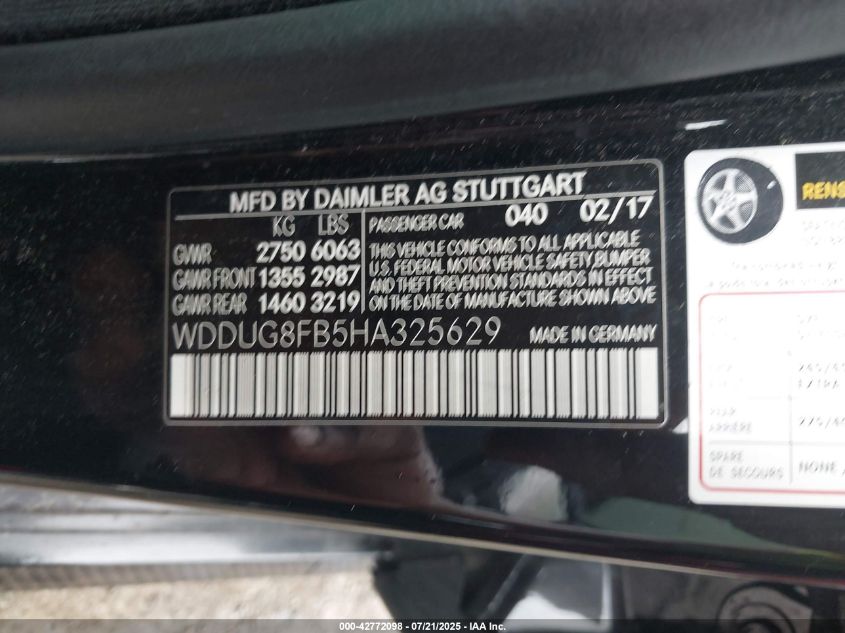 MFD BY DAIMLER AG STUTTGART
KG LBS
GVWR 2750 6063
GAWR FRONT 1355 2987
GAWR REAR 1460 3219
PASSENGER CAR 040 02/17
THIS VEHICLE CONFORMS TO ALL APPLICABLE
U.S. FEDERAL MOTOR VEHICLE SAFETY, BUMPER
AND THEFT PREVENTION STANDARDS IN EFFECT
ON THE DATE OF MANUFACTURE SHOWN ABOVE
WDDUG8FB5HA325629 MADE IN GERMANY
RENS
EXTRA
ARRIÈRE
SPARE
DE SECOURS NONE
000-42772098 - 07/21/2025 - IAA Inc.